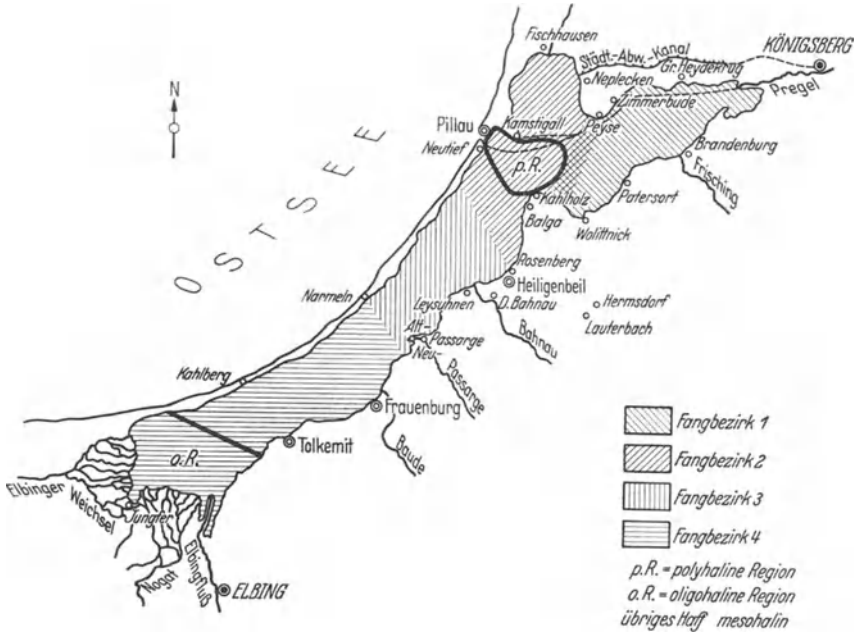 Fischhausen
Städt.-Abw.-Kanal
KÖNIGSBERG
Neplecken
Gr. Heydekrug
Pregel
Zimmerbude
N
Pillau
Kamstigall
Peyse
Neutief
Brandenburg
Frisching
p.R.
Kahlholz
Patersort
Balga
Wolittnick
OSTSEE
Rosenberg
Heiligenbeil
Narmeln
Leysuhnen
D. Bahnau
Hermsdorf
Lauterbach
Bahnau
Alt-
Passarge
Neu-
Passarge
Kahlberg
Frauenburg
Baude
Tolkemit
o.R.
Elbinger
Weichsel
Jungfer
Nogat
Elbingfluß
ELBING
Fangbezirk 1
Fangbezirk 2
Fangbezirk 3
Fangbezirk 4
p.R. = polyhaline Region
o.R. = oligohaline Region
übriges Haff mesohalin